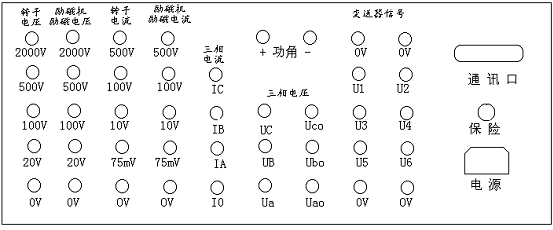 转子 励磁机 转子 励磁机 变送器信号
电压 励磁电压 电流 励磁电流
2000V 2000V 500V 500V 三相 + 功角 - 0V 0V
电流
500V 500V 100V 100V IC U1 U2 通讯口
三相电压
100V 100V 10V 10V IB UC Uco U3 U4 保险
20V 20V 75mV 75mV IA UB Ubo U5 U6
电源
0V 0V 0V 0V I0 Ua Uao 0V 0V